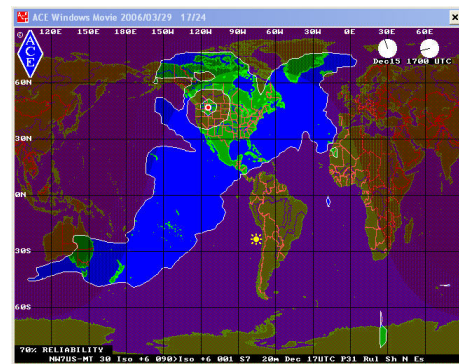 ACE Windows Movie 2006/03/29 17/24
© 120E 150E 180E 150W 120W 90W 60W 30W 0E 30E 60E
A
C
E
Dec15 1700 UTC
60N
30N
0N
30S
60S
70% RELIABILITY
NW7US-MT 30 Iso +6 090>Iso +6 001 S7 20m Dec 17UTC P31 Rul Sh N Es